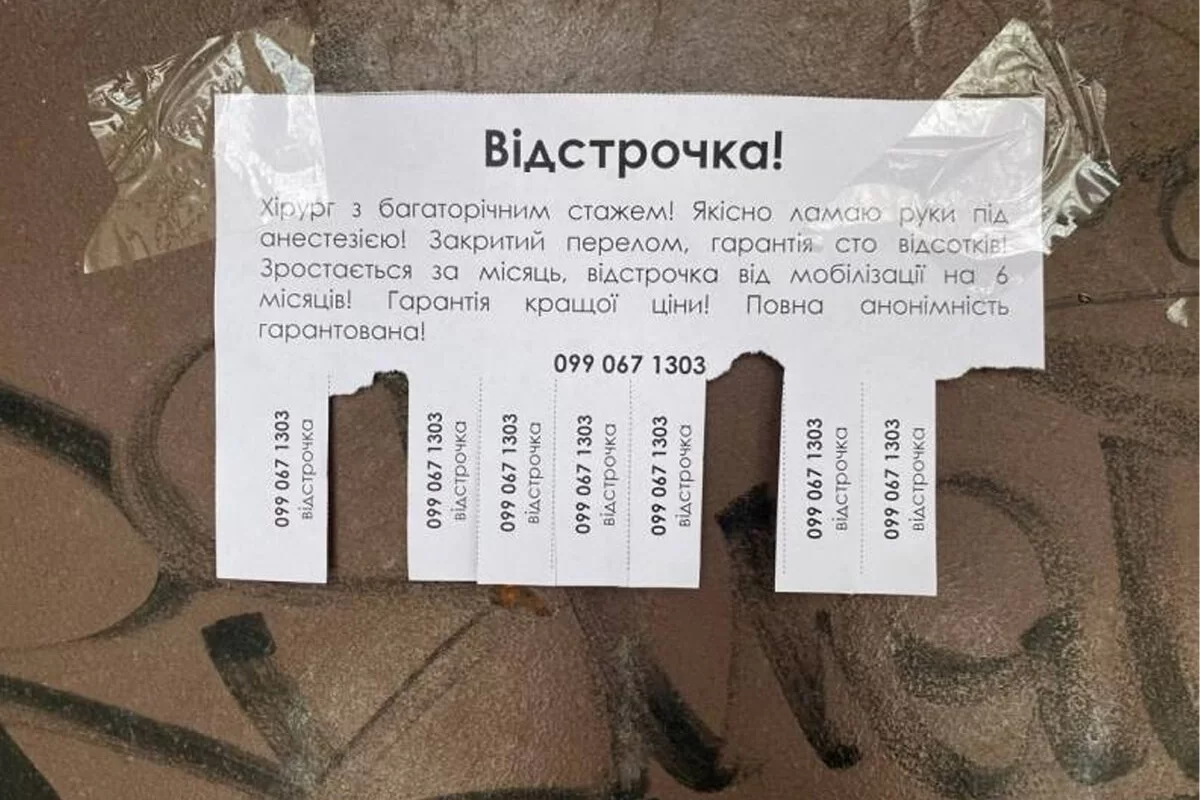 Відстрочка!
Хірург з багаторічним стажем! Якісно ламаю руки під
анестезією! Закритий перелом, гарантія сто відсотків!
Зростається за місяць, відстрочка від мобілізації на 6
місяців! Гарантія кращої ціни! Повна анонімність
гарантована!
099 067 1303
099 067 1303
відстрочка
099 067 1303
відстрочка
099 067 1303
відстрочка
099 067 1303
відстрочка
099 067 1303
відстрочка
099 067 1303
відстрочка
099 067 1303
відстрочка